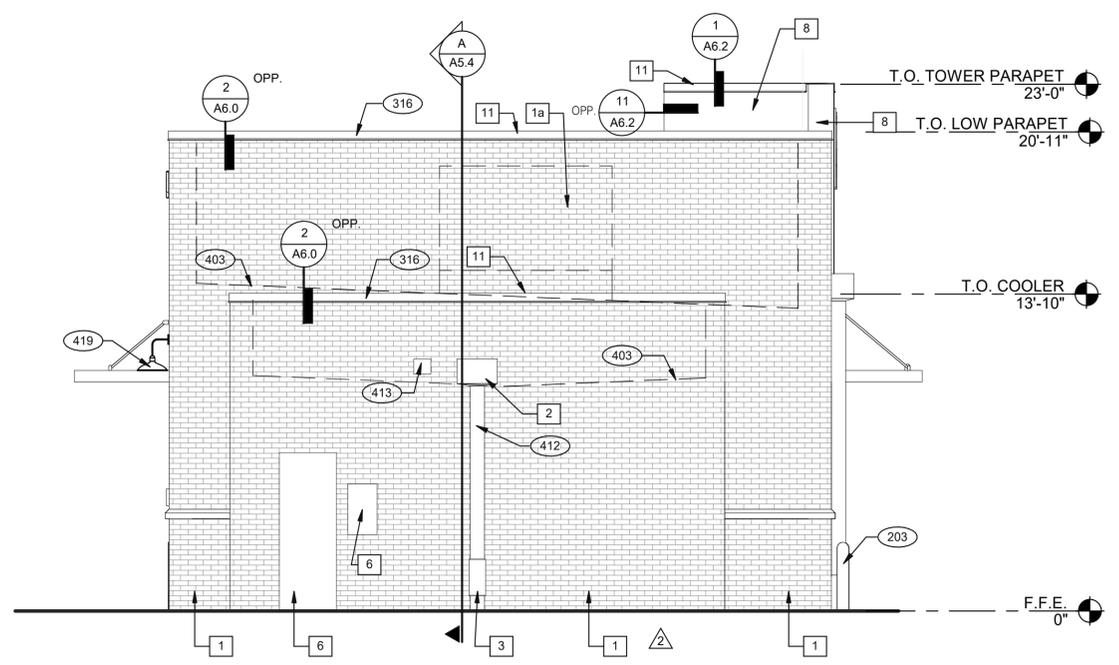 1
A6.2
8
A
A5.4
2
A6.0
OPP.
11
T.O. TOWER PARAPET
23'-0"
316
11
1a
OPP.
11
A6.2
8
T.O. LOW PARAPET
20'-11"
2
A6.0
OPP.
403
316
11
T.O. COOLER
13'-10"
419
403
413
2
412
203
6
F.F.E.
0"
1
6
3
1
2
1